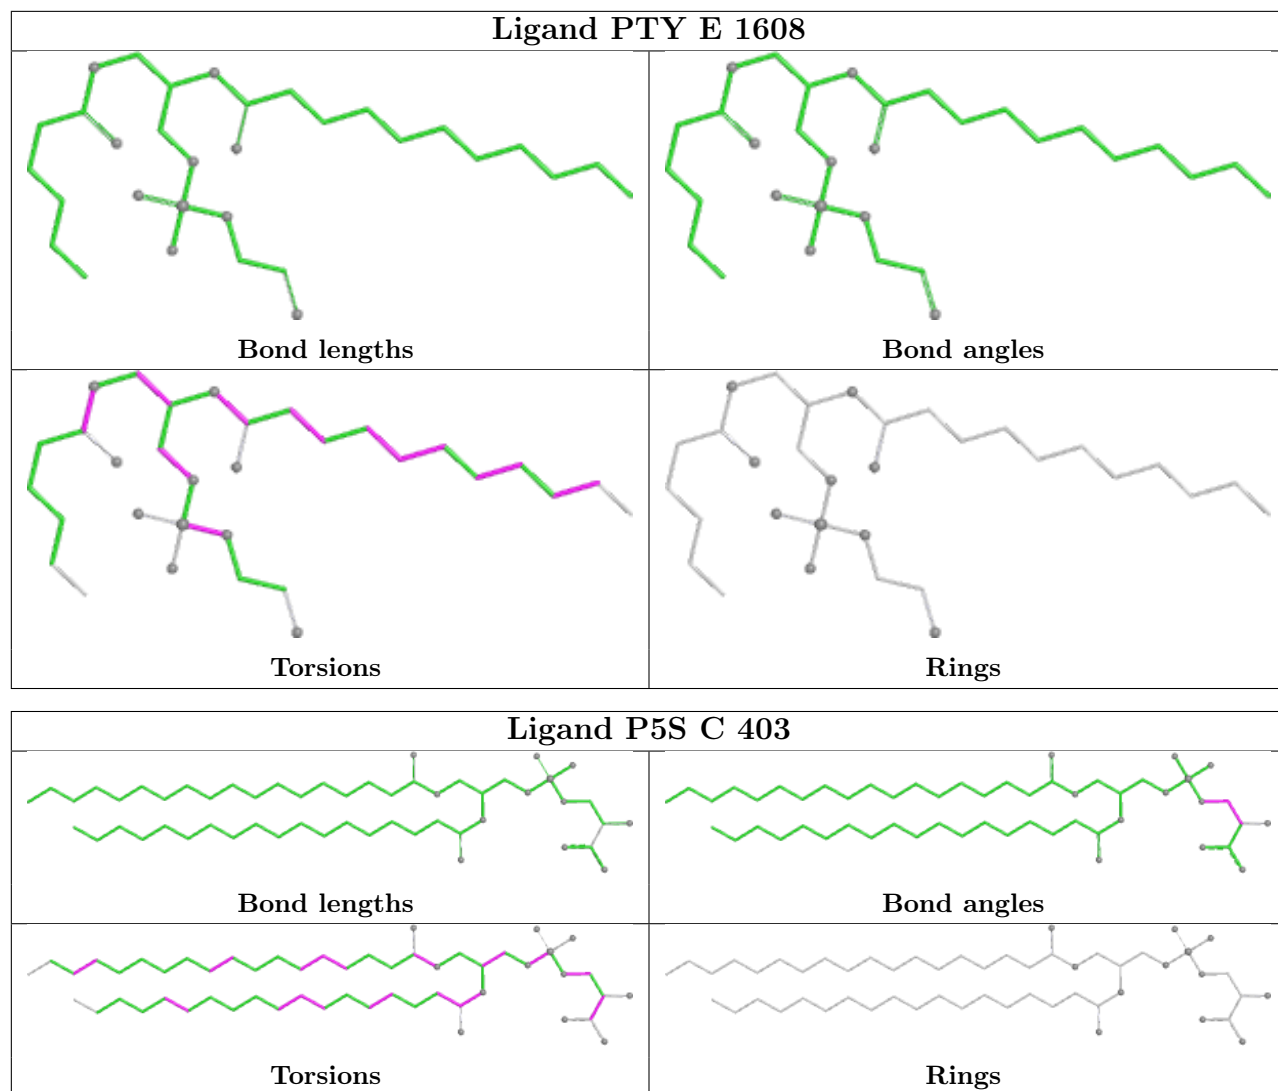 Ligand PTY E 1608
Bond lengths
Bond angles
Torsions
Rings
Ligand P5S C 403
Bond lengths
Bond angles
Torsions
Rings